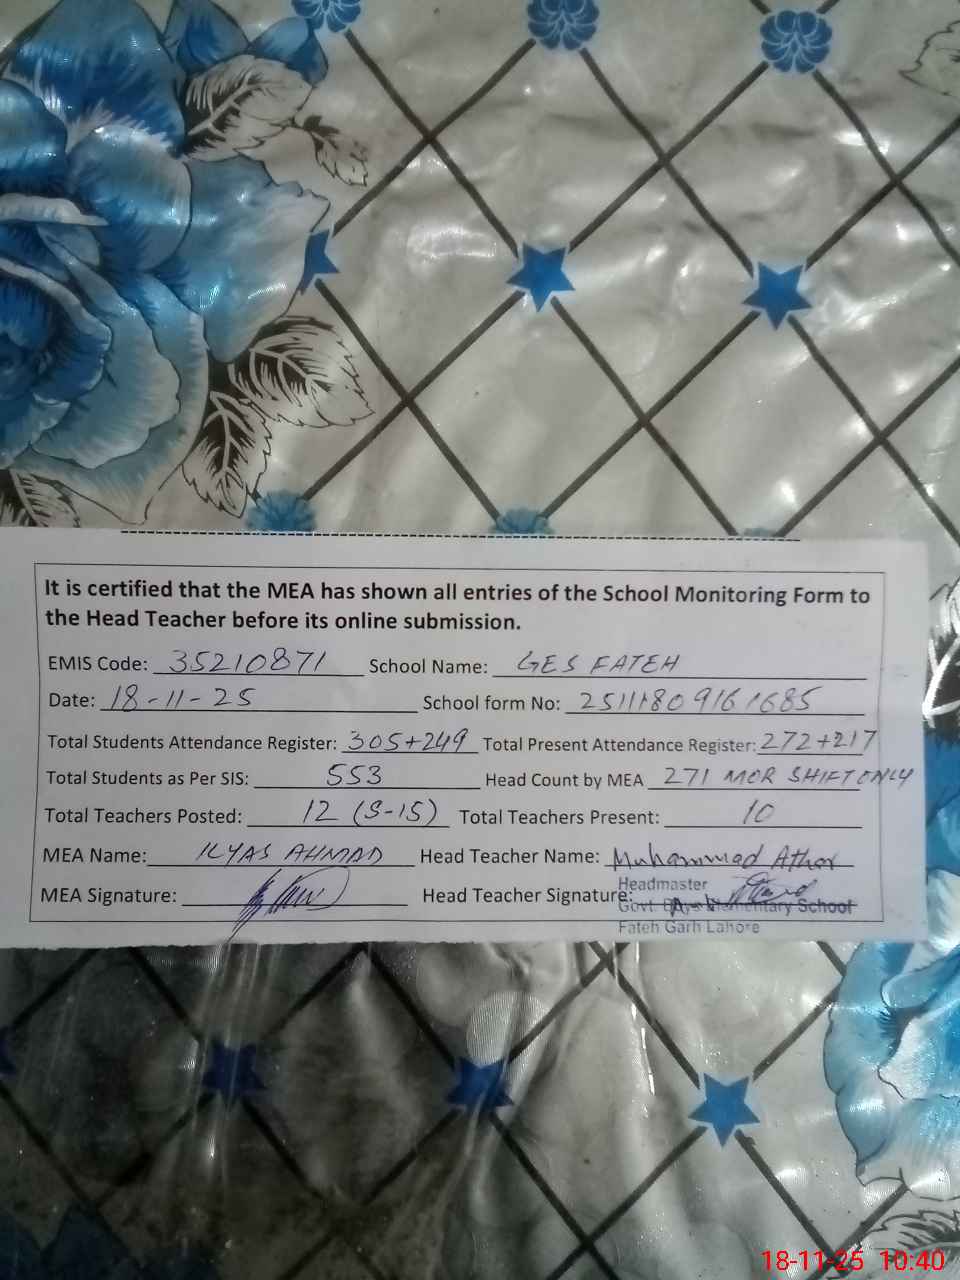 It is certified that the MEA has shown all entries of the School Monitoring Form to
the Head Teacher before its online submission.
EMIS Code: 35210871 School Name: GES FATEH
Date: 18-11-25 School form No: 25111809161685
Total Students Attendance Register: 305+249 Total Present Attendance Register: 272+217
Total Students as Per SIS: 553 Head Count by MEA 271 MOR SHIFT ONLY
Total Teachers Posted: 12 (S-15) Total Teachers Present: 10
MEA Name: ILYAS AHMAD Head Teacher Name: Muhammad Athar
MEA Signature: Head Teacher Signature:
Headmaster
Govt. Boys Elementary School
Fateh Garh Lahore
18-11-25 10:40